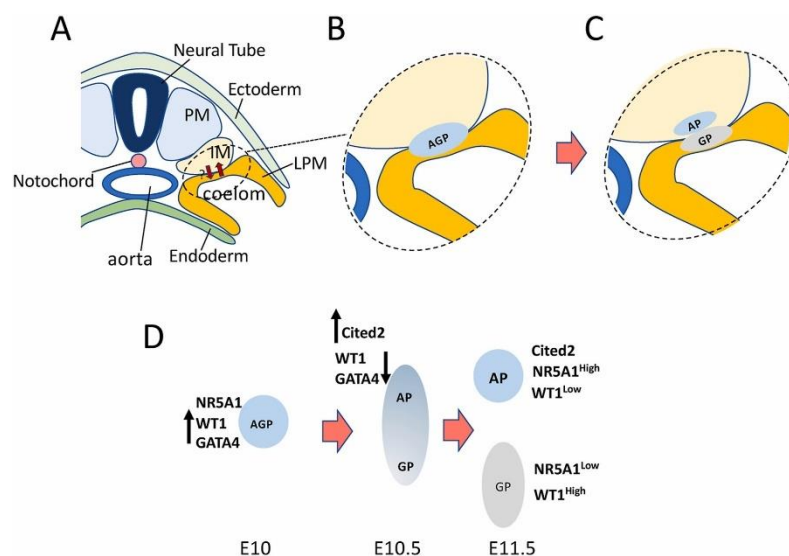 A
Neural Tube
Ectoderm
PM
IM
LPM
Notochord
coelom
aorta
Endoderm
B
AGP
C
AP
GP
D
NR5A1
WT1
GATA4
AGP
E10
Cited2
WT1
GATA4
AP
GP
E10.5
AP
Cited2
NR5A1High
WT1Low
GP
NR5A1Low
WT1High
E11.5